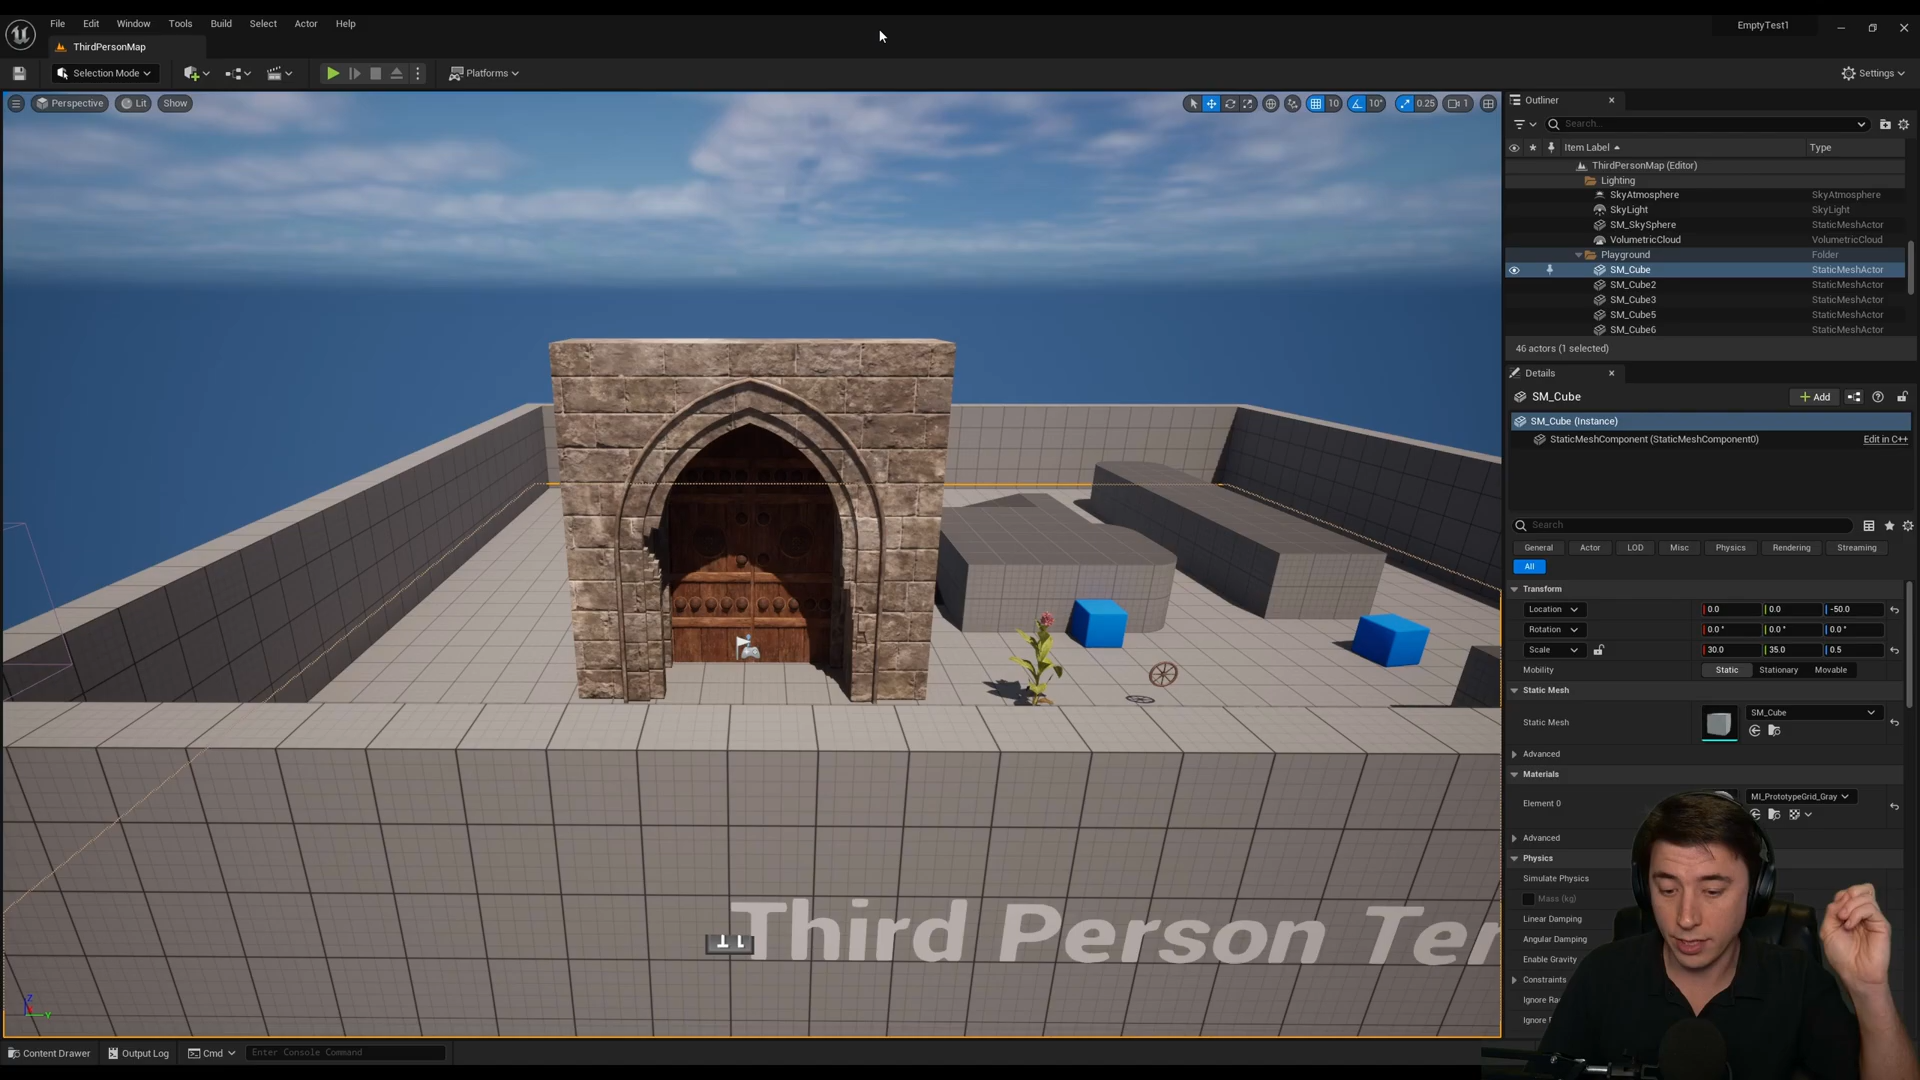 File Edit Window Tools Build Select Actor Help
EmptyTest1
ThirdPersonMap
Selection Mode
Platforms
Settings
Perspective Lit Show
10 10° 0.25 1
Outliner
Search...
Item Label Type
ThirdPersonMap (Editor)
Lighting
SkyAtmosphere SkyAtmosphere
SkyLight SkyLight
SM_SkySphere StaticMeshActor
VolumetricCloud VolumetricCloud
Playground Folder
SM_Cube StaticMeshActor
SM_Cube2 StaticMeshActor
SM_Cube3 StaticMeshActor
SM_Cube5 StaticMeshActor
SM_Cube6 StaticMeshActor
46 actors (1 selected)
Details
SM_Cube
Add
SM_Cube (Instance)
StaticMeshComponent (StaticMeshComponent0) Edit in C++
Search
General Actor LOD Misc Physics Rendering Streaming
All
Transform
Location 0.0 0.0 -50.0
Rotation 0.0° 0.0° 0.0°
Scale 30.0 35.0 0.5
Mobility Static Stationary Movable
Static Mesh
Static Mesh SM_Cube
Advanced
Materials
Element 0 MI_PrototypeGrid_Gray
Advanced
Physics
Simulate Physics
Mass (kg)
Linear Damping
Angular Damping
Enable Gravity
Constraints
Ignore Ra
Ignore
Third Person Te
Z
Y
Content Drawer Output Log Cmd Enter Console Command